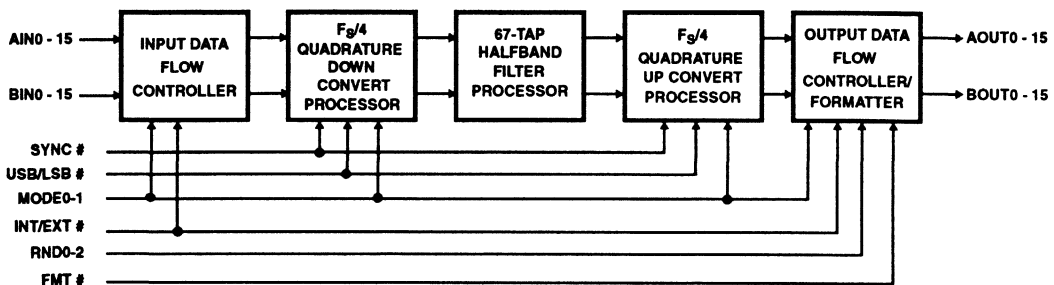 AIN0 - 15
BIN0 - 15
INPUT DATA
FLOW
CONTROLLER
FS/4
QUADRATURE
DOWN
CONVERT
PROCESSOR
67-TAP
HALFBAND
FILTER
PROCESSOR
FS/4
QUADRATURE
UP CONVERT
PROCESSOR
OUTPUT DATA
FLOW
CONTROLLER/
FORMATTER
AOUT0 - 15
BOUT0 - 15
SYNC #
USB/LSB #
MODE0-1
INT/EXT #
RND0-2
FMT #